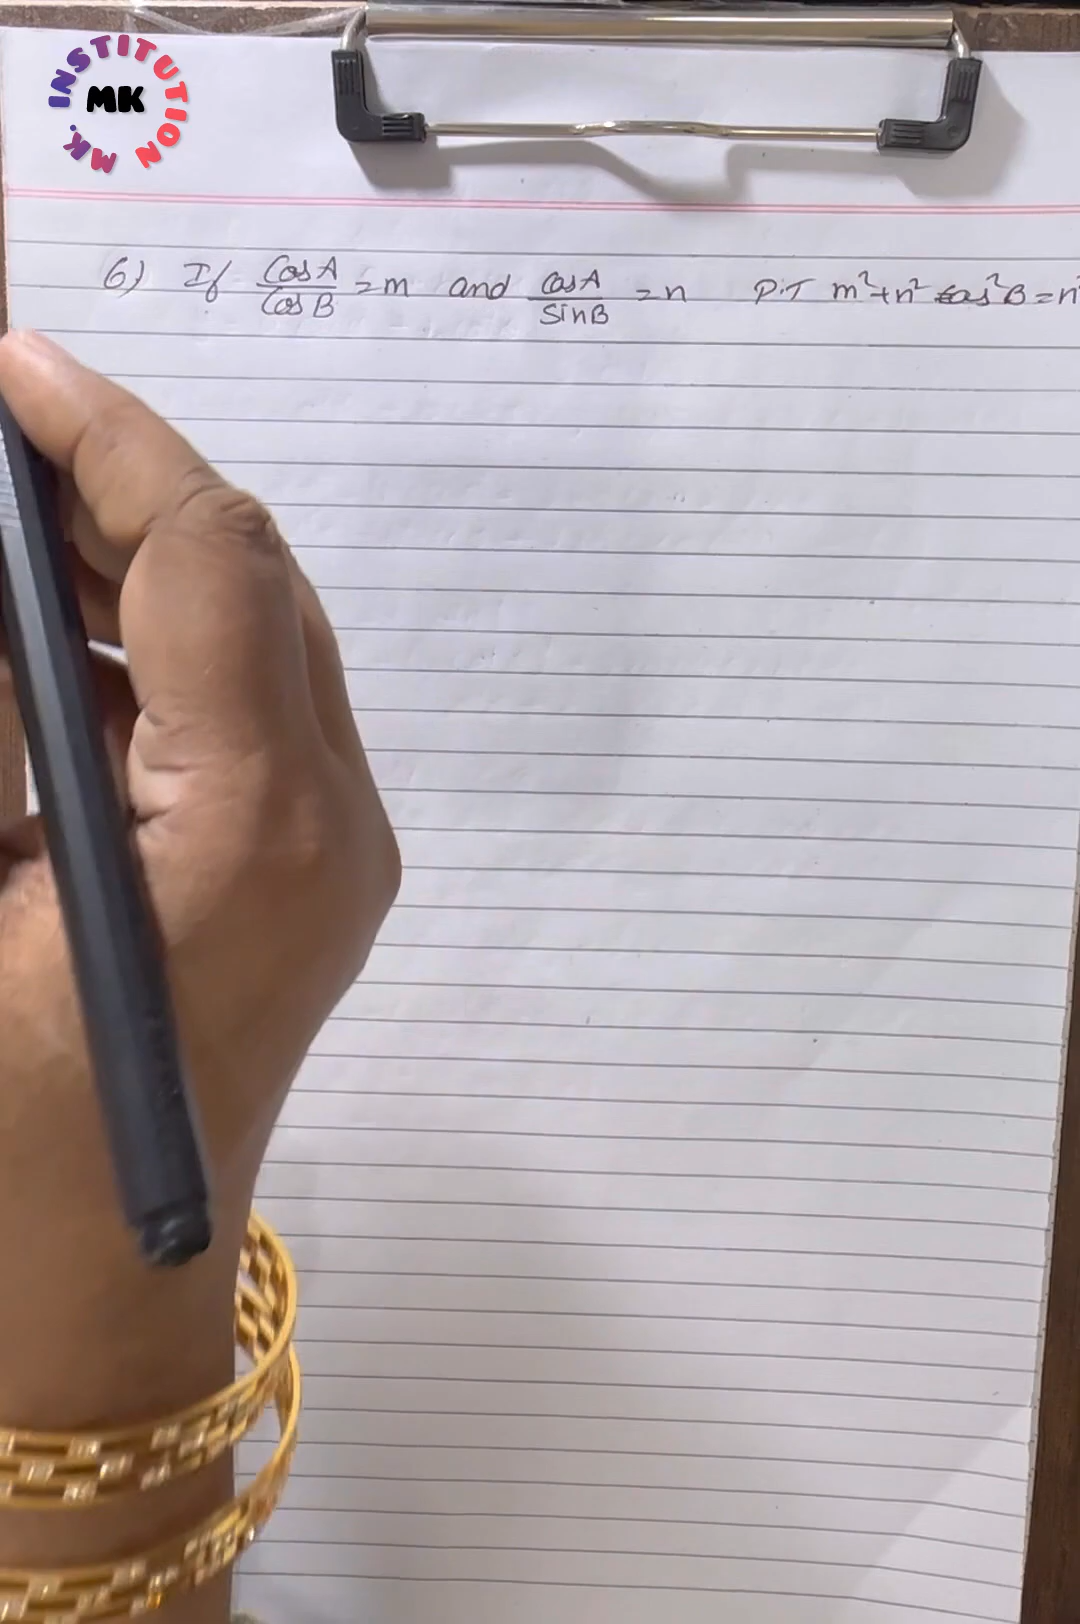 MK. INSTITUTION
MK
6) If Cos A / Cos B = m and cos A / Sin B = n P.T m²+n² cos²B = n²